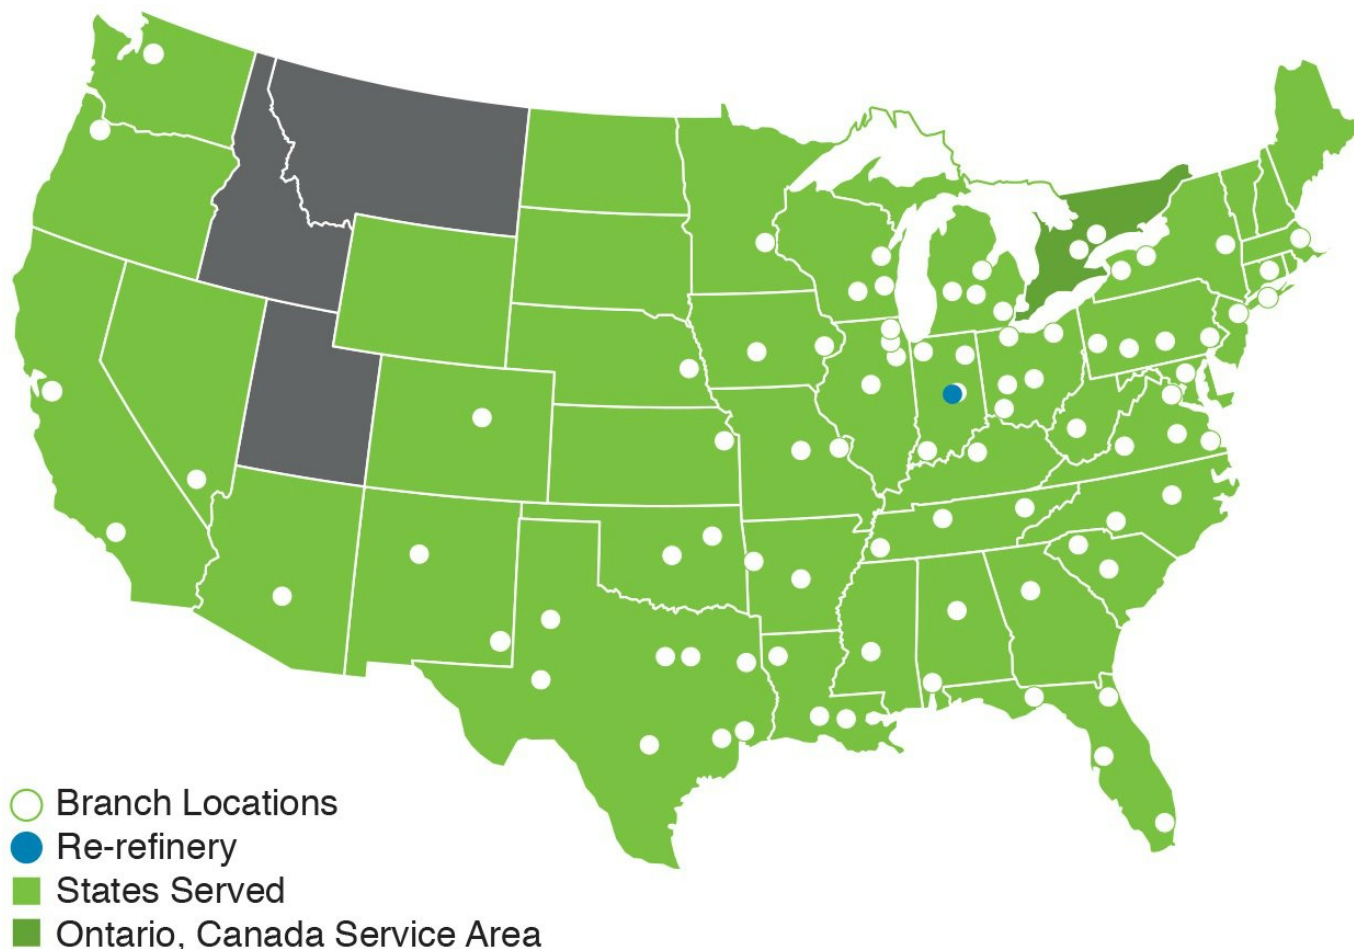 Branch Locations
Re-refinery
States Served
Ontario, Canada Service Area